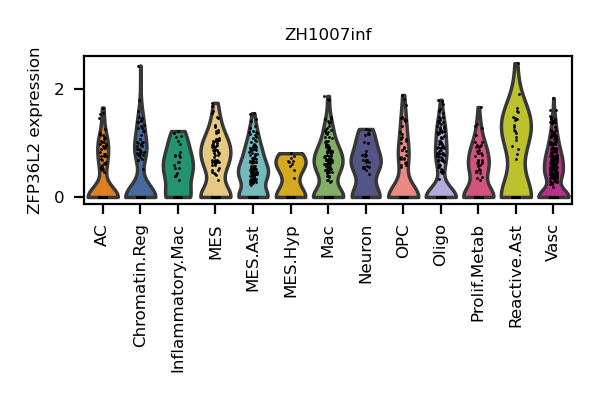 ZH1007inf
ZFP36L2 expression
2
0
AC
Chromatin.Reg
Inflammatory.Mac
MES
MES.Ast
MES.Hyp
Mac
Neuron
OPC
Oligo
Prolif.Metab
Reactive.Ast
Vasc